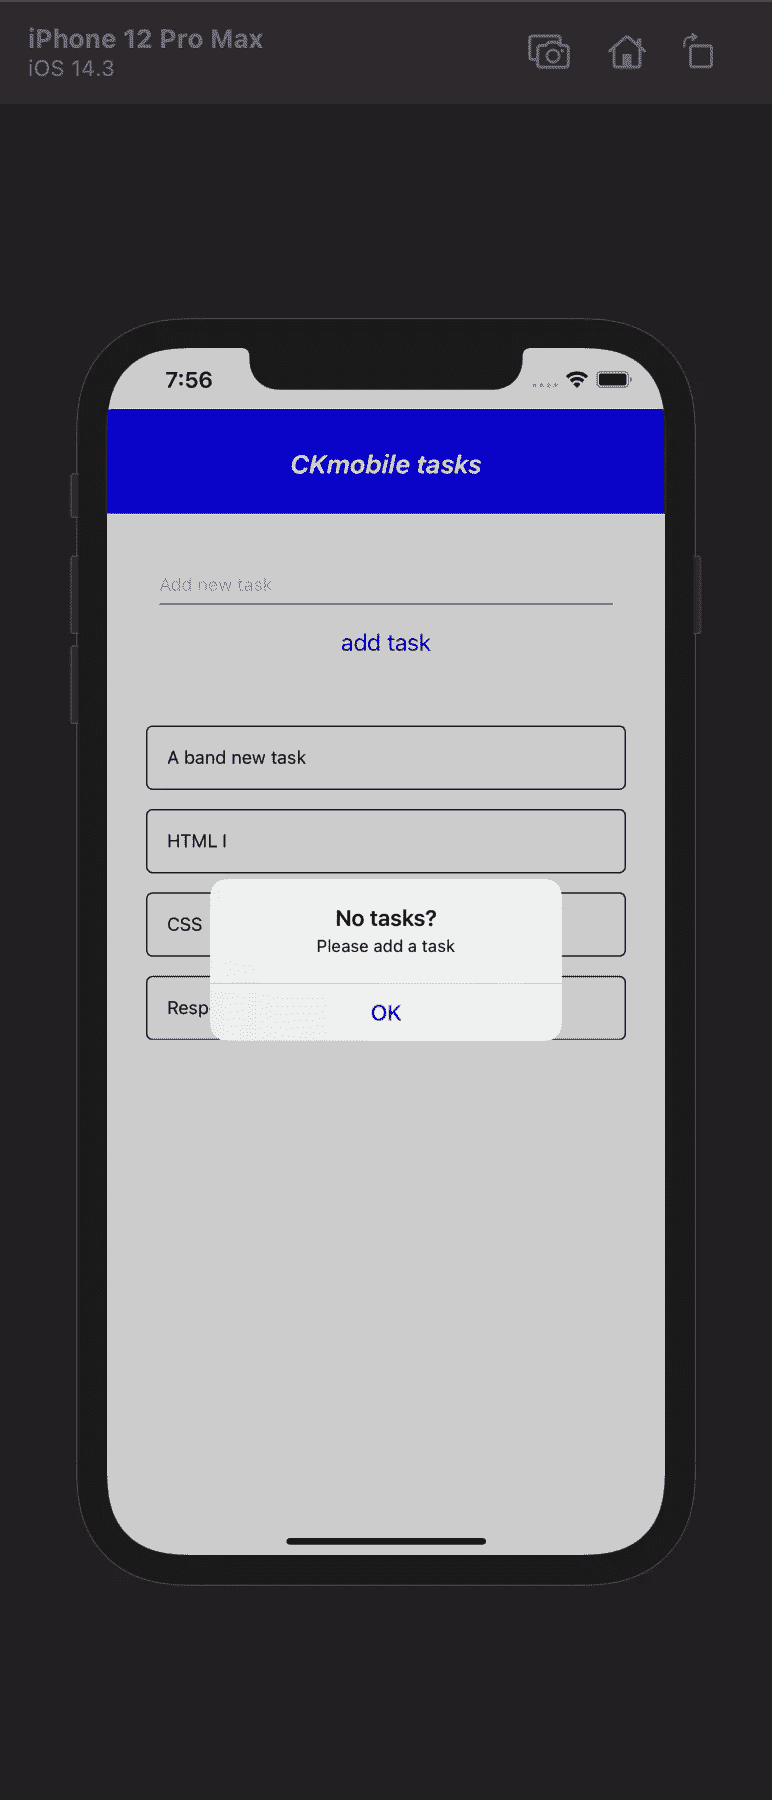 iPhone 12 Pro Max
iOS 14.3
7:56
CKmobile tasks
Add new task
add task
A band new task
HTML I
CSS
No tasks?
Please add a task
Resp
OK